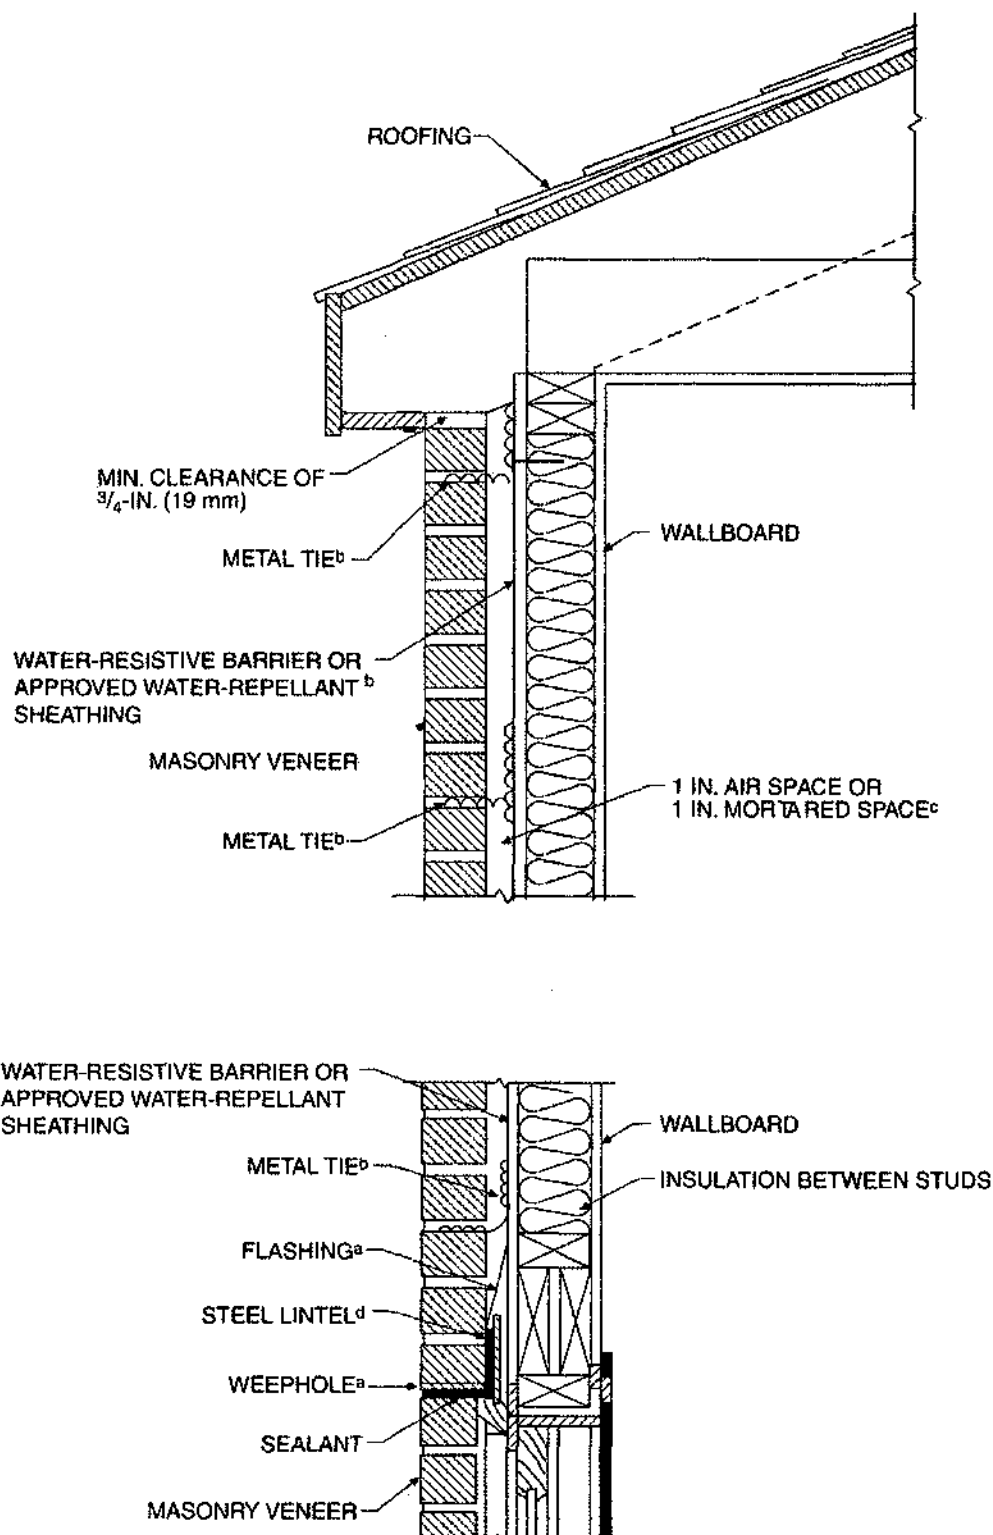 ROOFING
MIN. CLEARANCE OF
3/4-IN. (19 mm)
METAL TIEb
WALLBOARD
WATER-RESISTIVE BARRIER OR
APPROVED WATER-REPELLANT b
SHEATHING
MASONRY VENEER
1 IN. AIR SPACE OR
1 IN. MORTARED SPACEc
METAL TIEb
WATER-RESISTIVE BARRIER OR
APPROVED WATER-REPELLANT
SHEATHING
WALLBOARD
METAL TIEb
INSULATION BETWEEN STUDS
FLASHINGa
STEEL LINTELd
WEEPHOLEa
SEALANT
MASONRY VENEER